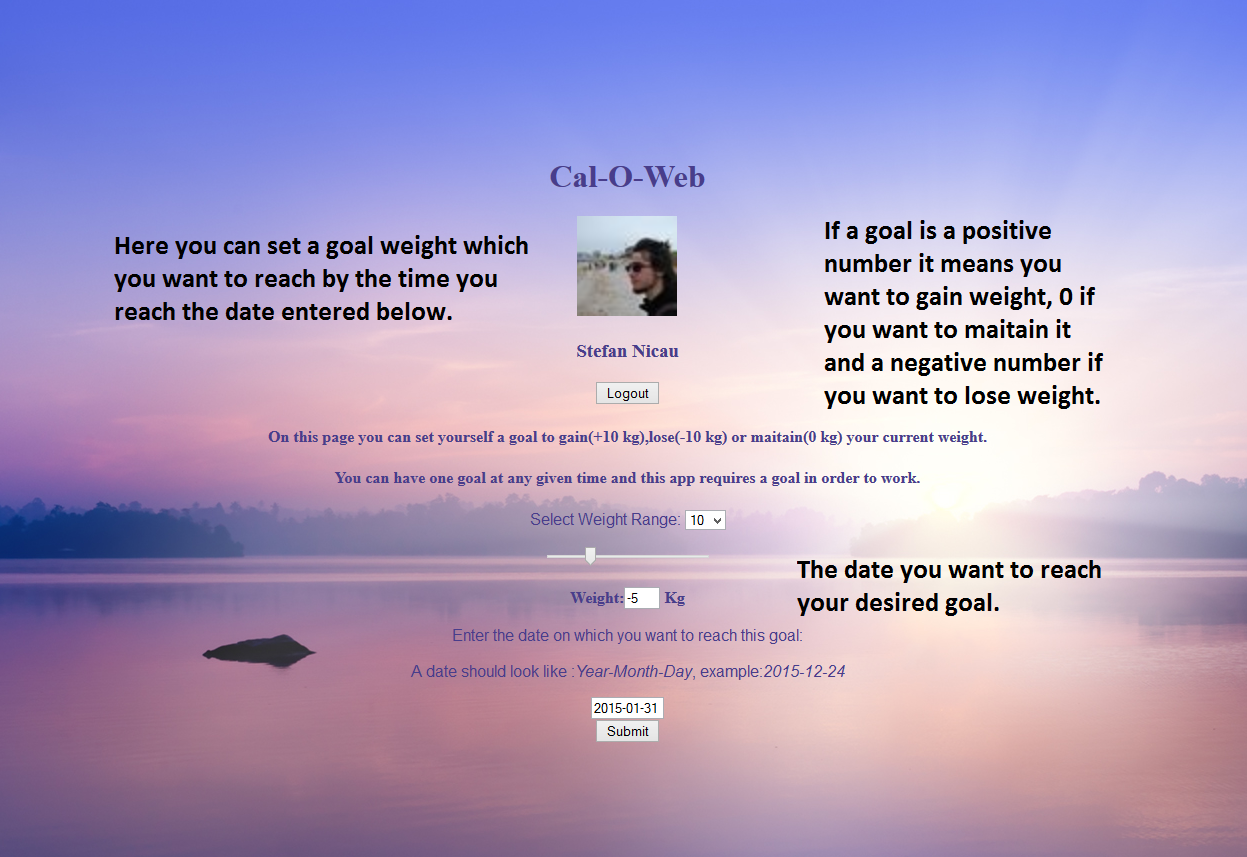 Cal-O-Web
Here you can set a goal weight which
you want to reach by the time you
reach the date entered below.
If a goal is a positive
number it means you
want to gain weight, 0 if
you want to maitain it
and a negative number if
you want to lose weight.
Stefan Nicau
Logout
On this page you can set yourself a goal to gain(+10 kg),lose(-10 kg) or maitain(0 kg) your current weight.
You can have one goal at any given time and this app requires a goal in order to work.
Select Weight Range: 10
The date you want to reach
your desired goal.
Weight: -5 Kg
Enter the date on which you want to reach this goal:
A date should look like :Year-Month-Day, example:2015-12-24
2015-01-31
Submit